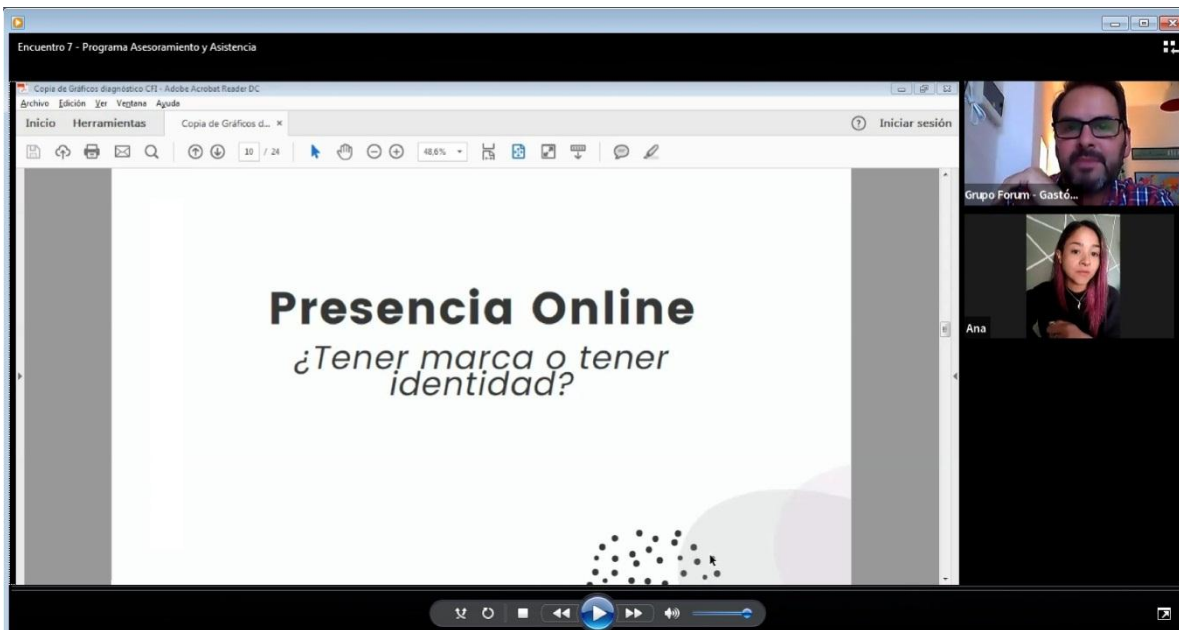 Encuentro 7 - Programa Asesoramiento y Asistencia
Copia de Gráficos diagnóstico CFI - Adobe Acrobat Reader DC
Archivo Edición Ver Ventana Ayuda
Inicio Herramientas Copia de Gráficos d... × Iniciar sesión
10 / 24 48,6%
Presencia Online
¿Tener marca o tener
identidad?
Grupo Forum - Gastó...
Ana